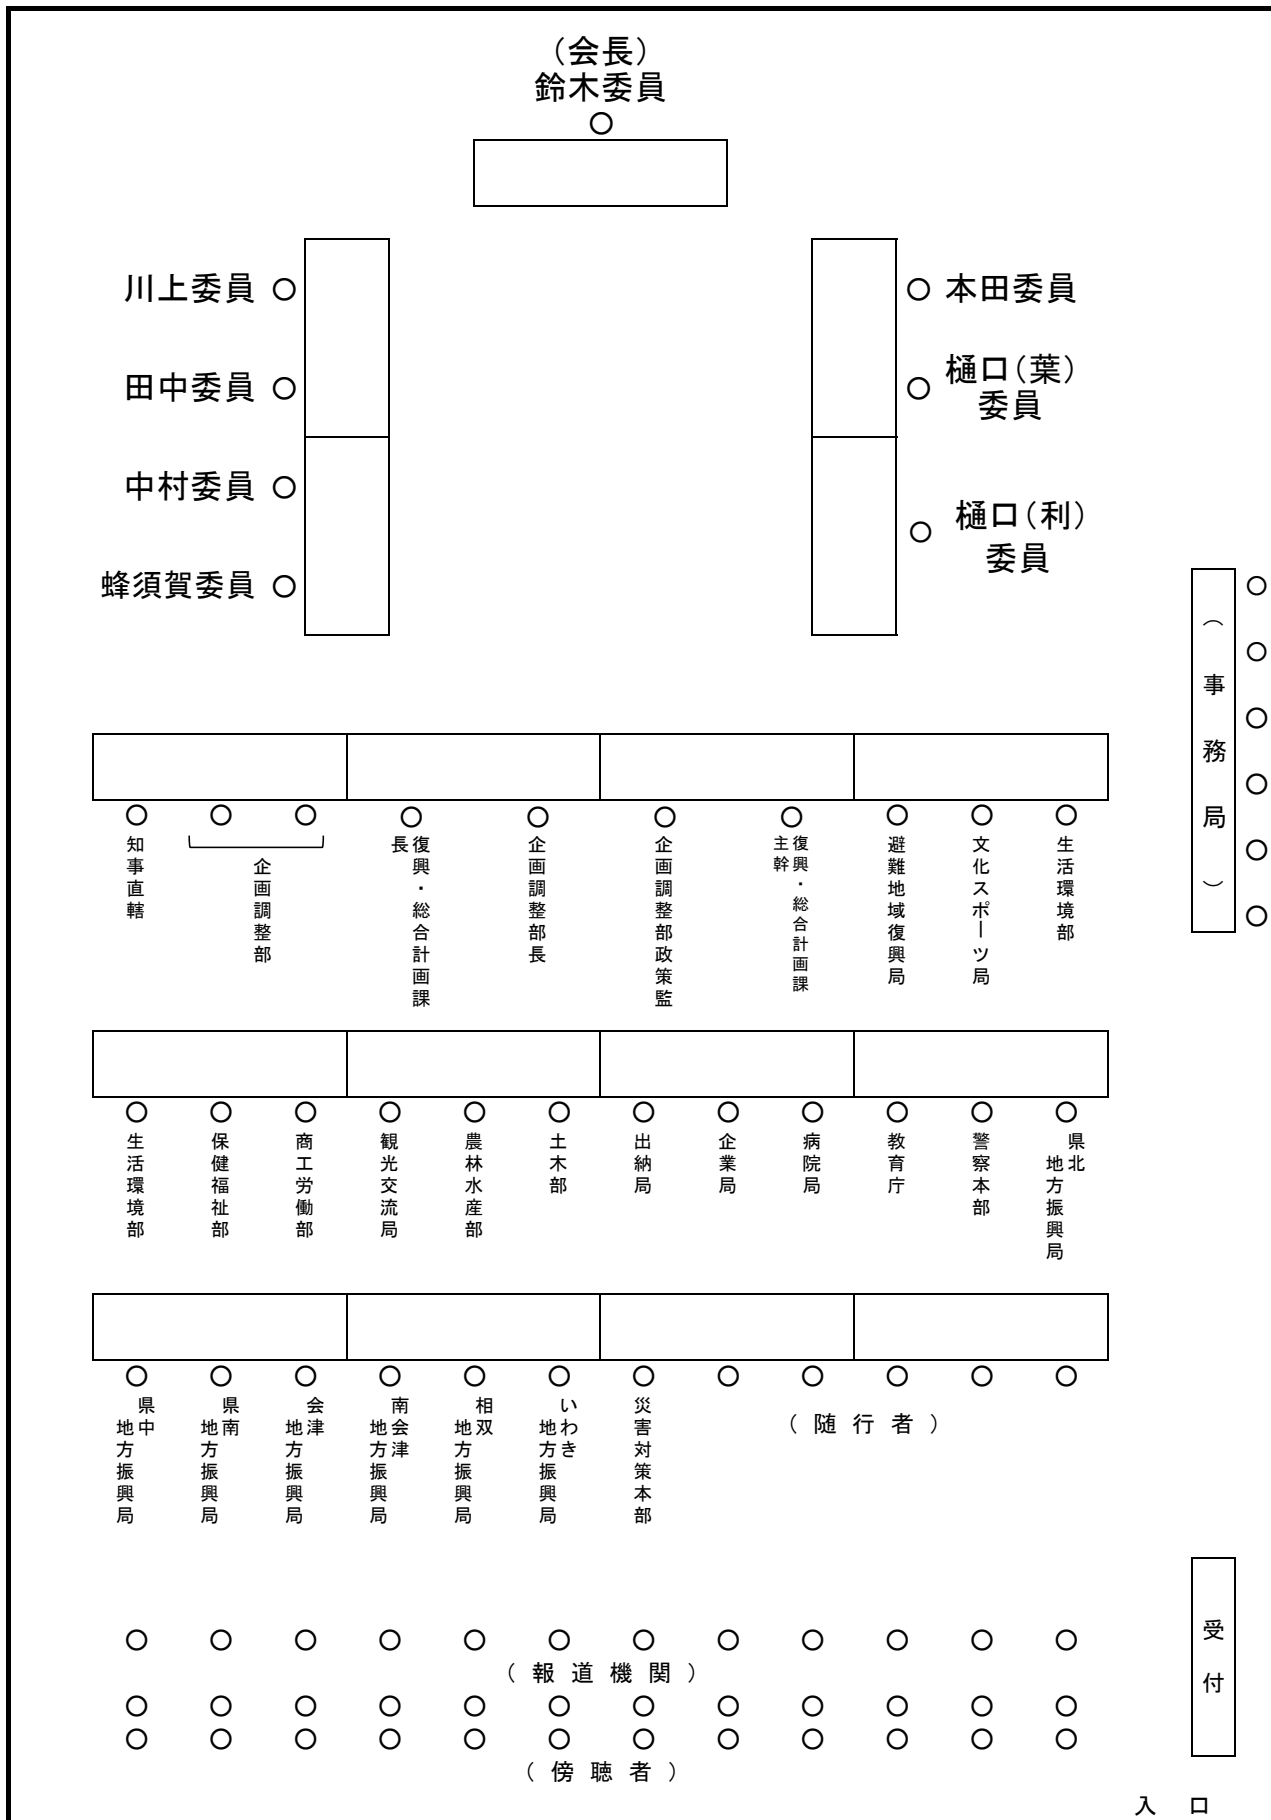 （会長）
鈴木委員
川上委員
本田委員
田中委員
樋口（葉）
委員
中村委員
樋口（利）
委員
蜂須賀委員
（事務局）
知事直轄
企画調整部
復興・総合計画課
長
企画調整部長
企画調整部政策監
復興・総合計画課
主幹
避難地域復興局
文化スポーツ局
生活環境部
生活環境部
保健福祉部
商工労働部
観光交流局
農林水産部
土木部
出納局
企業局
病院局
教育庁
警察本部
県北
地方振興局
県中
地方振興局
県南
地方振興局
会津
地方振興局
南会津
地方振興局
相双
地方振興局
いわき
地方振興局
災害対策本部
（随行者）
（報道機関）
（傍聴者）
受付
入口